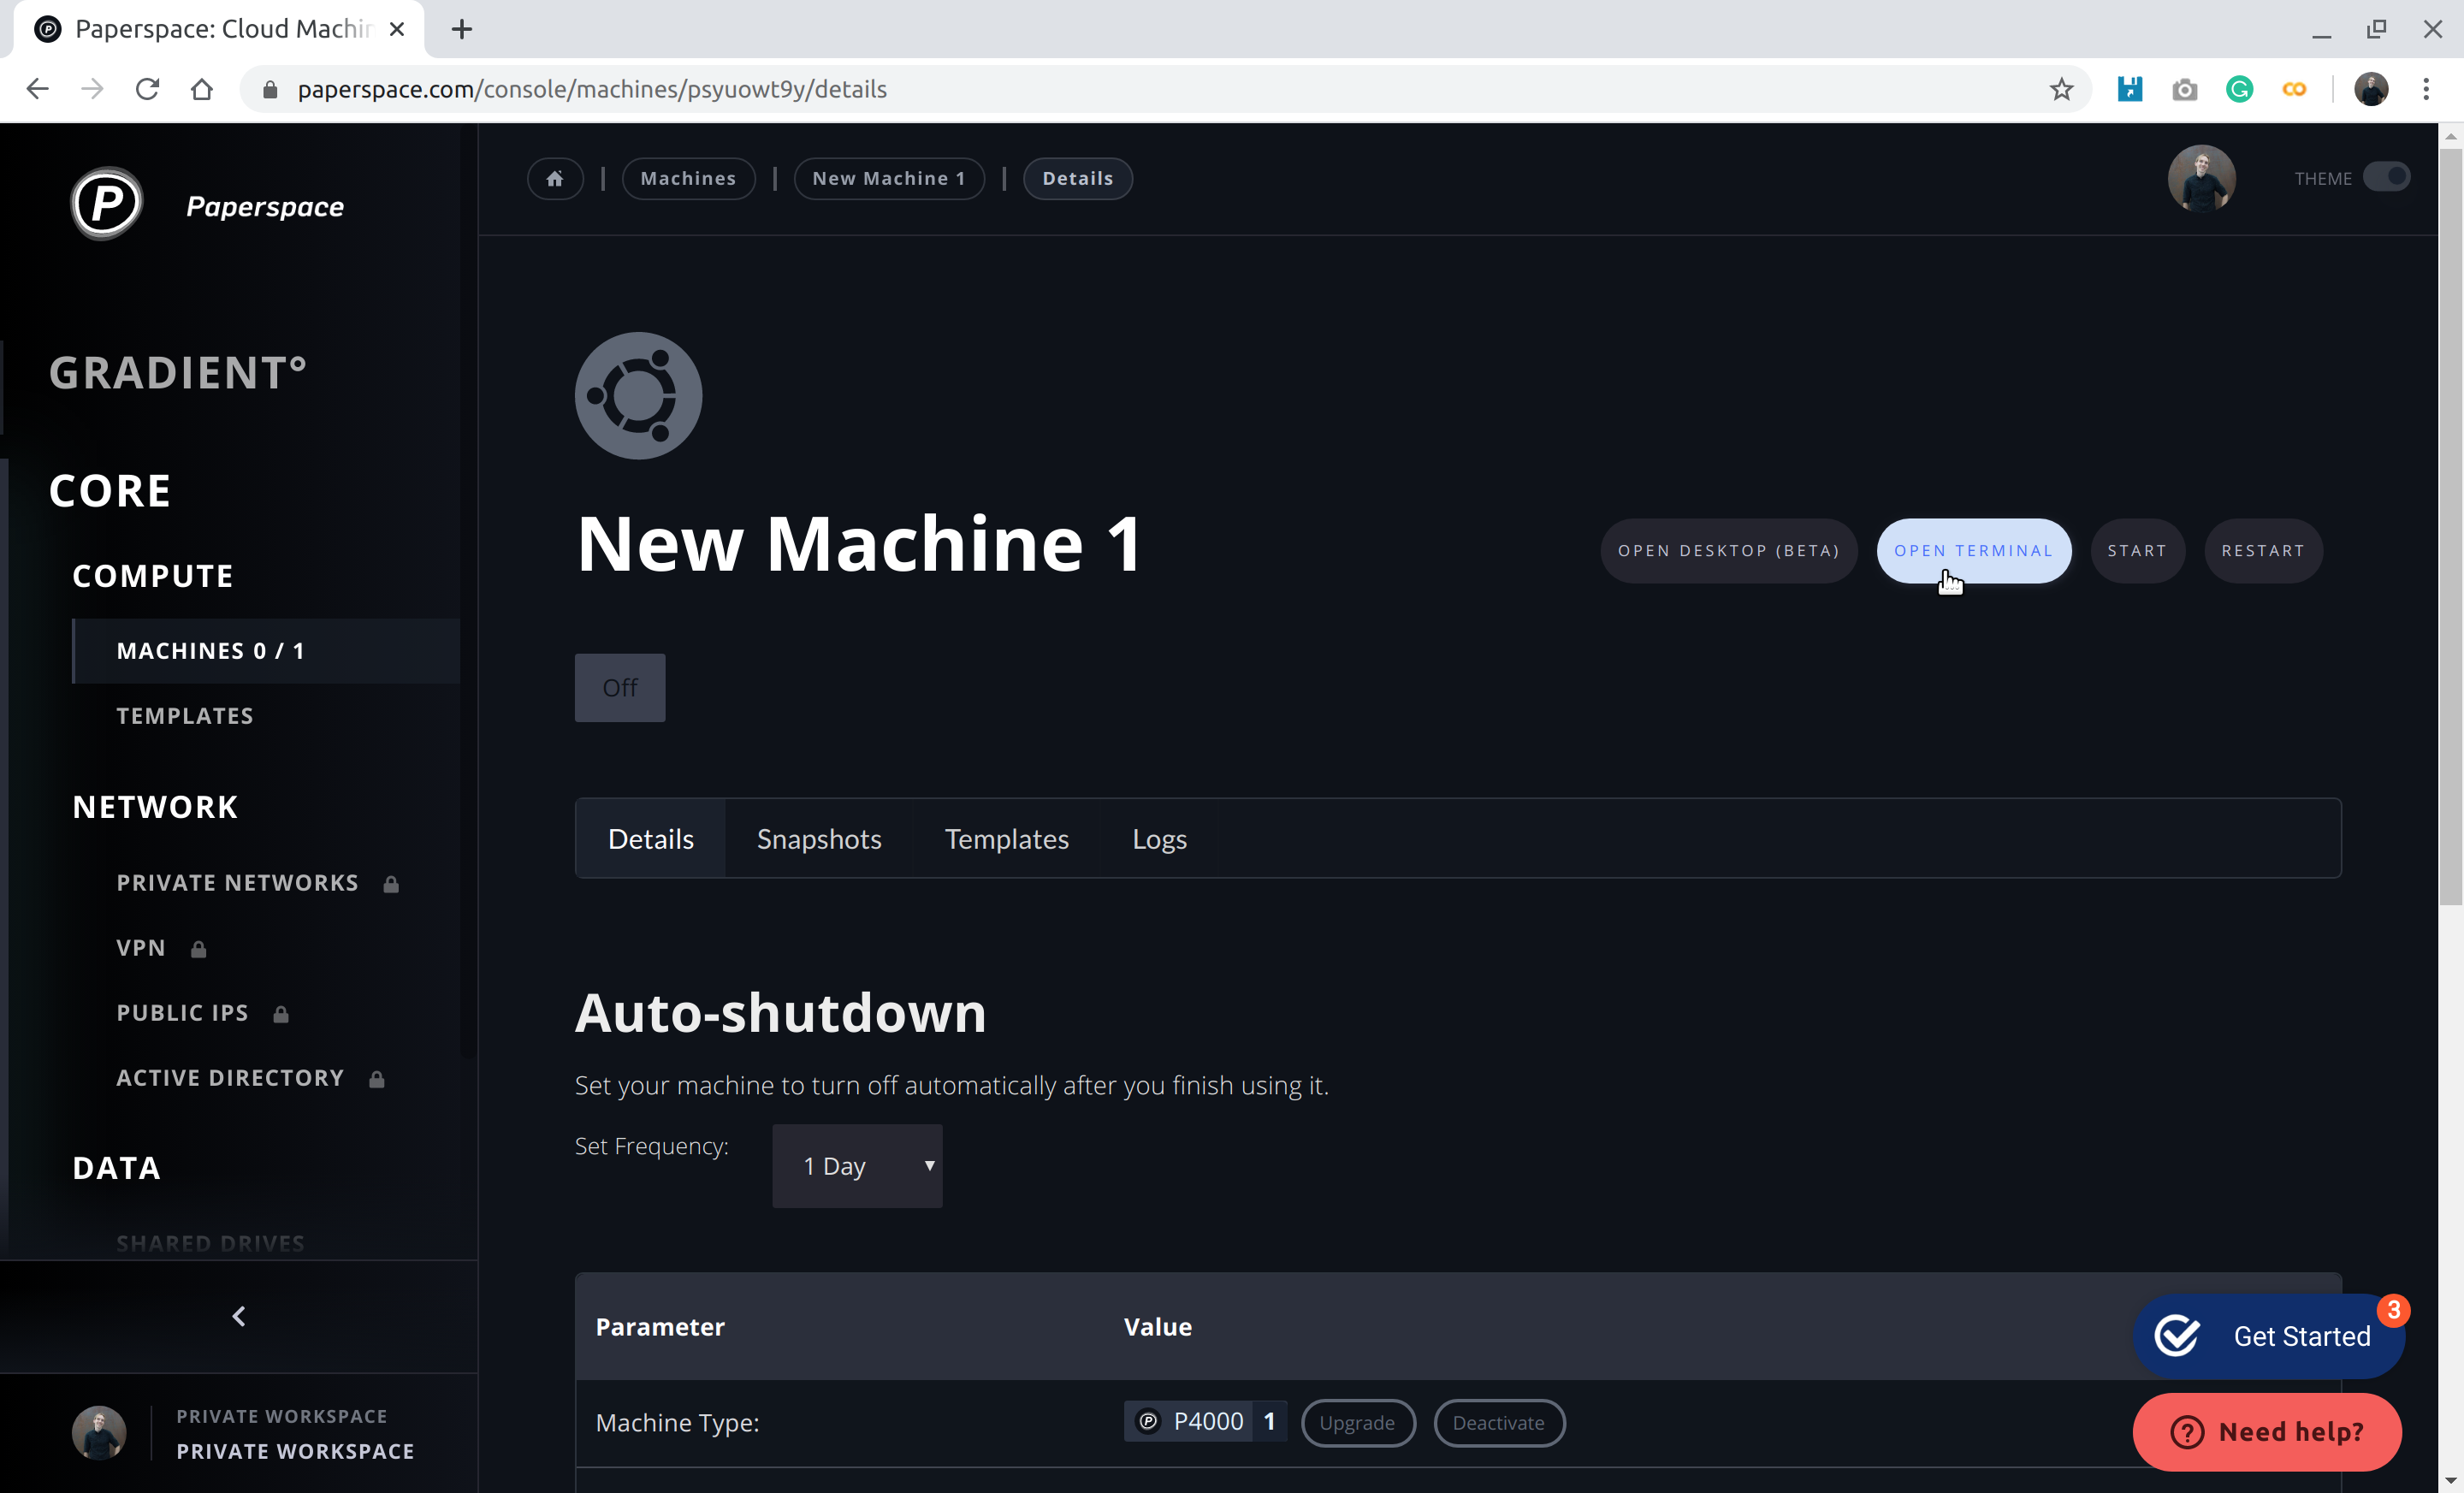 Paperspace: Cloud Machin
paperspace.com/console/machines/psyuowt9y/details
Paperspace
Machines | New Machine 1 | Details
THEME
GRADIENT°
CORE
COMPUTE
MACHINES 0 / 1
TEMPLATES
NETWORK
PRIVATE NETWORKS
VPN
PUBLIC IPS
ACTIVE DIRECTORY
DATA
SHARED DRIVES
PRIVATE WORKSPACE
PRIVATE WORKSPACE
New Machine 1
OPEN DESKTOP (BETA) OPEN TERMINAL START RESTART
Off
Details Snapshots Templates Logs
Auto-shutdown
Set your machine to turn off automatically after you finish using it.
Set Frequency: 1 Day
Parameter Value
Machine Type: P4000 1 Upgrade Deactivate
3
Get Started
Need help?